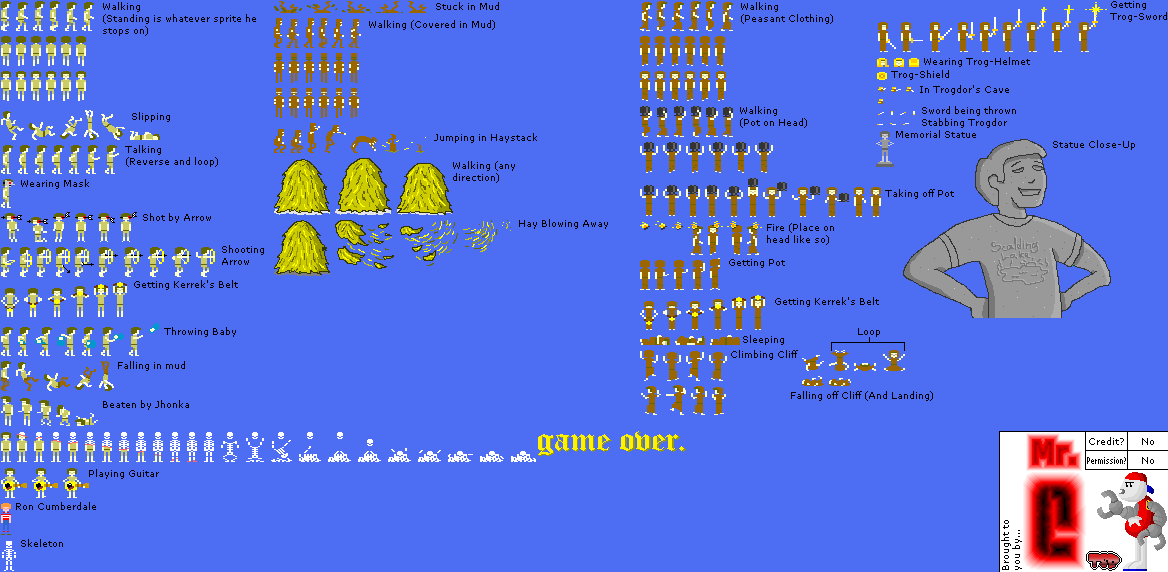 Walking
(Standing is whatever sprite he
stops on)
Slipping
Talking
(Reverse and loop)
Wearing Mask
Shot by Arrow
Shooting
Arrow
Getting Kerrek's Belt
Throwing Baby
Falling in mud
Beaten by Jhonka
game over.
Playing Guitar
Ron Cumberdale
Skeleton
Stuck in Mud
Walking (Covered in Mud)
Jumping in Haystack
Walking (any
direction)
Hay Blowing Away
Walking
(Peasant Clothing)
Walking
(Pot on Head)
Taking off Pot
Fire (Place on
head like so)
Getting Pot
Getting Kerrek's Belt
Sleeping
Climbing Cliff
Loop
Falling off Cliff (And Landing)
Getting
Trog-Sword
Wearing Trog-Helmet
Trog-Shield
In Trogdor's Cave
Sword being thrown
Stabbing Trogdor
Memorial Statue
Statue Close-Up
Scalding
Lake
Brought to
you by...
Mr.
C
Credit? No
Permission? No